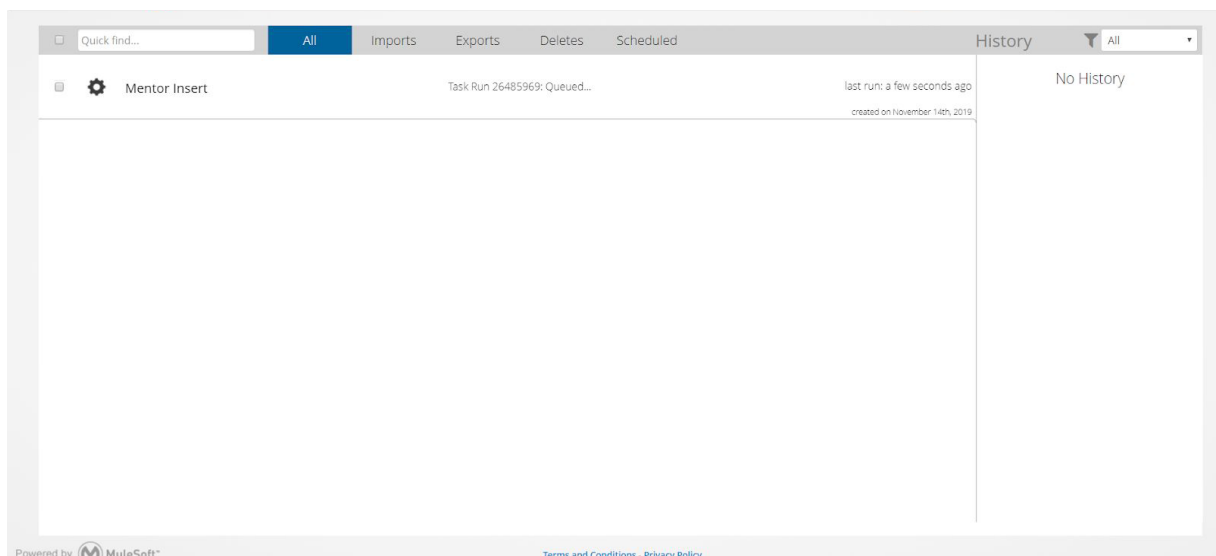 Quick find... All Imports Exports Deletes Scheduled History All
Mentor Insert Task Run 26485969: Queued... last run: a few seconds ago No History
created on November 14th, 2019
Powered by MuleSoft™ Terms and Conditions - Privacy Policy